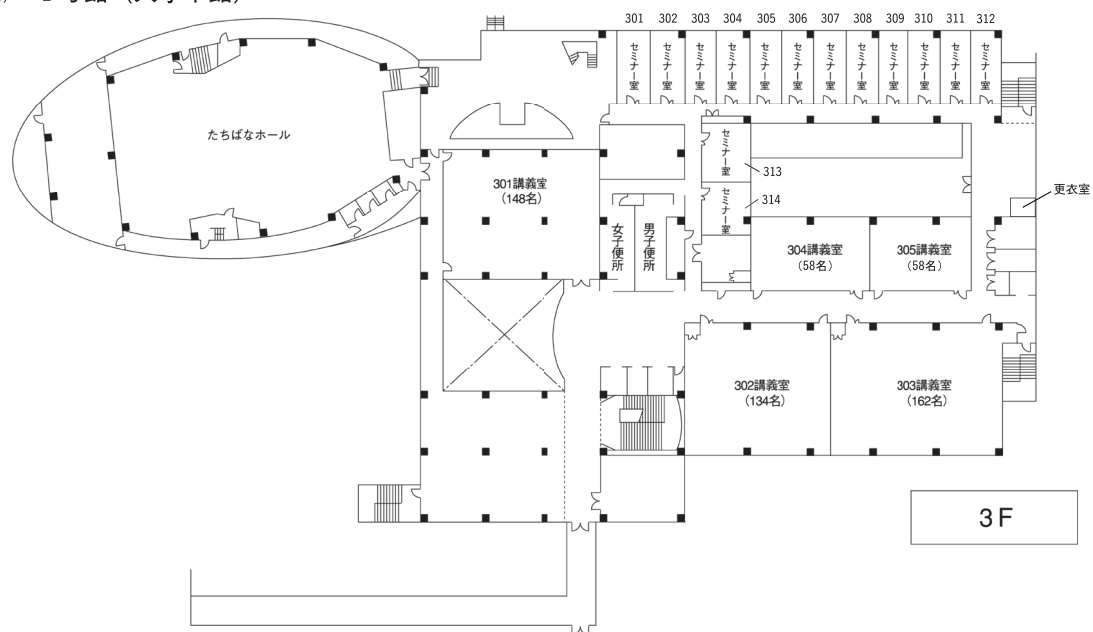 301 302 303 304 305 306 307 308 309 310 311 312
セミナー室 セミナー室 セミナー室 セミナー室 セミナー室 セミナー室 セミナー室 セミナー室 セミナー室 セミナー室 セミナー室 セミナー室
たちばなホール
セミナー室
313
セミナー室
314
301講義室
(148名)
更衣室
女子便所
男子便所
304講義室
(58名)
305講義室
(58名)
302講義室
(134名)
303講義室
(162名)
3F